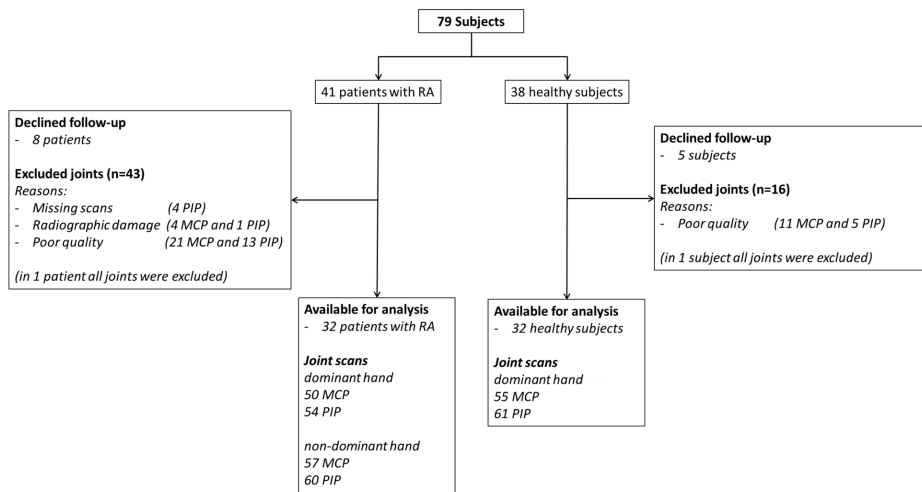 79 Subjects
41 patients with RA
38 healthy subjects
Declined follow-up
- 8 patients
Excluded joints (n=43)
Reasons:
- Missing scans (4 PIP)
- Radiographic damage (4 MCP and 1 PIP)
- Poor quality (21 MCP and 13 PIP)
(in 1 patient all joints were excluded)
Declined follow-up
- 5 subjects
Excluded joints (n=16)
Reasons:
- Poor quality (11 MCP and 5 PIP)
(in 1 subject all joints were excluded)
Available for analysis
- 32 patients with RA
Joint scans
dominant hand
50 MCP
54 PIP
non-dominant hand
57 MCP
60 PIP
Available for analysis
- 32 healthy subjects
Joint scans
dominant hand
55 MCP
61 PIP